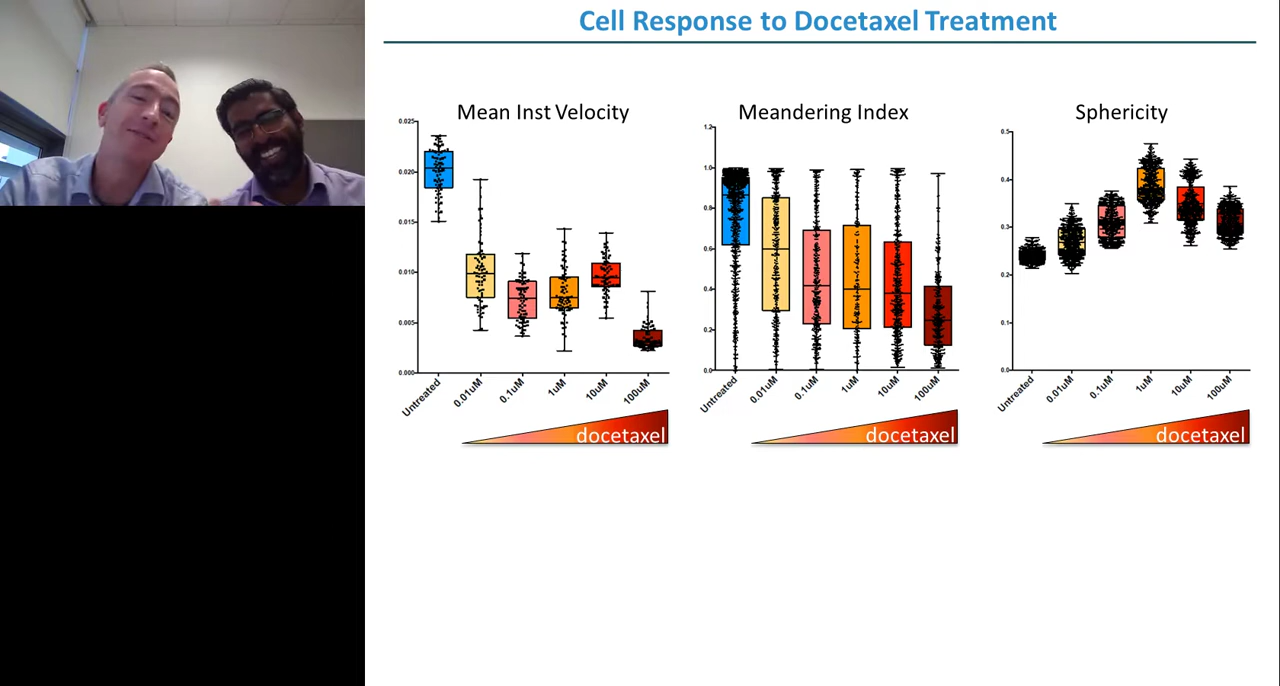 Cell Response to Docetaxel Treatment
Mean Inst Velocity
0.025
0.020
0.015
0.010
0.005
0.000
Untreated
0.01uM
0.1uM
1uM
10uM
100uM
docetaxel
Meandering Index
1.2
1.0
0.8
0.6
0.4
0.2
0.0
Untreated
0.01uM
0.1uM
1uM
10uM
100uM
docetaxel
Sphericity
0.5
0.4
0.3
0.2
0.1
0.0
Untreated
0.01uM
0.1uM
1uM
10uM
100uM
docetaxel